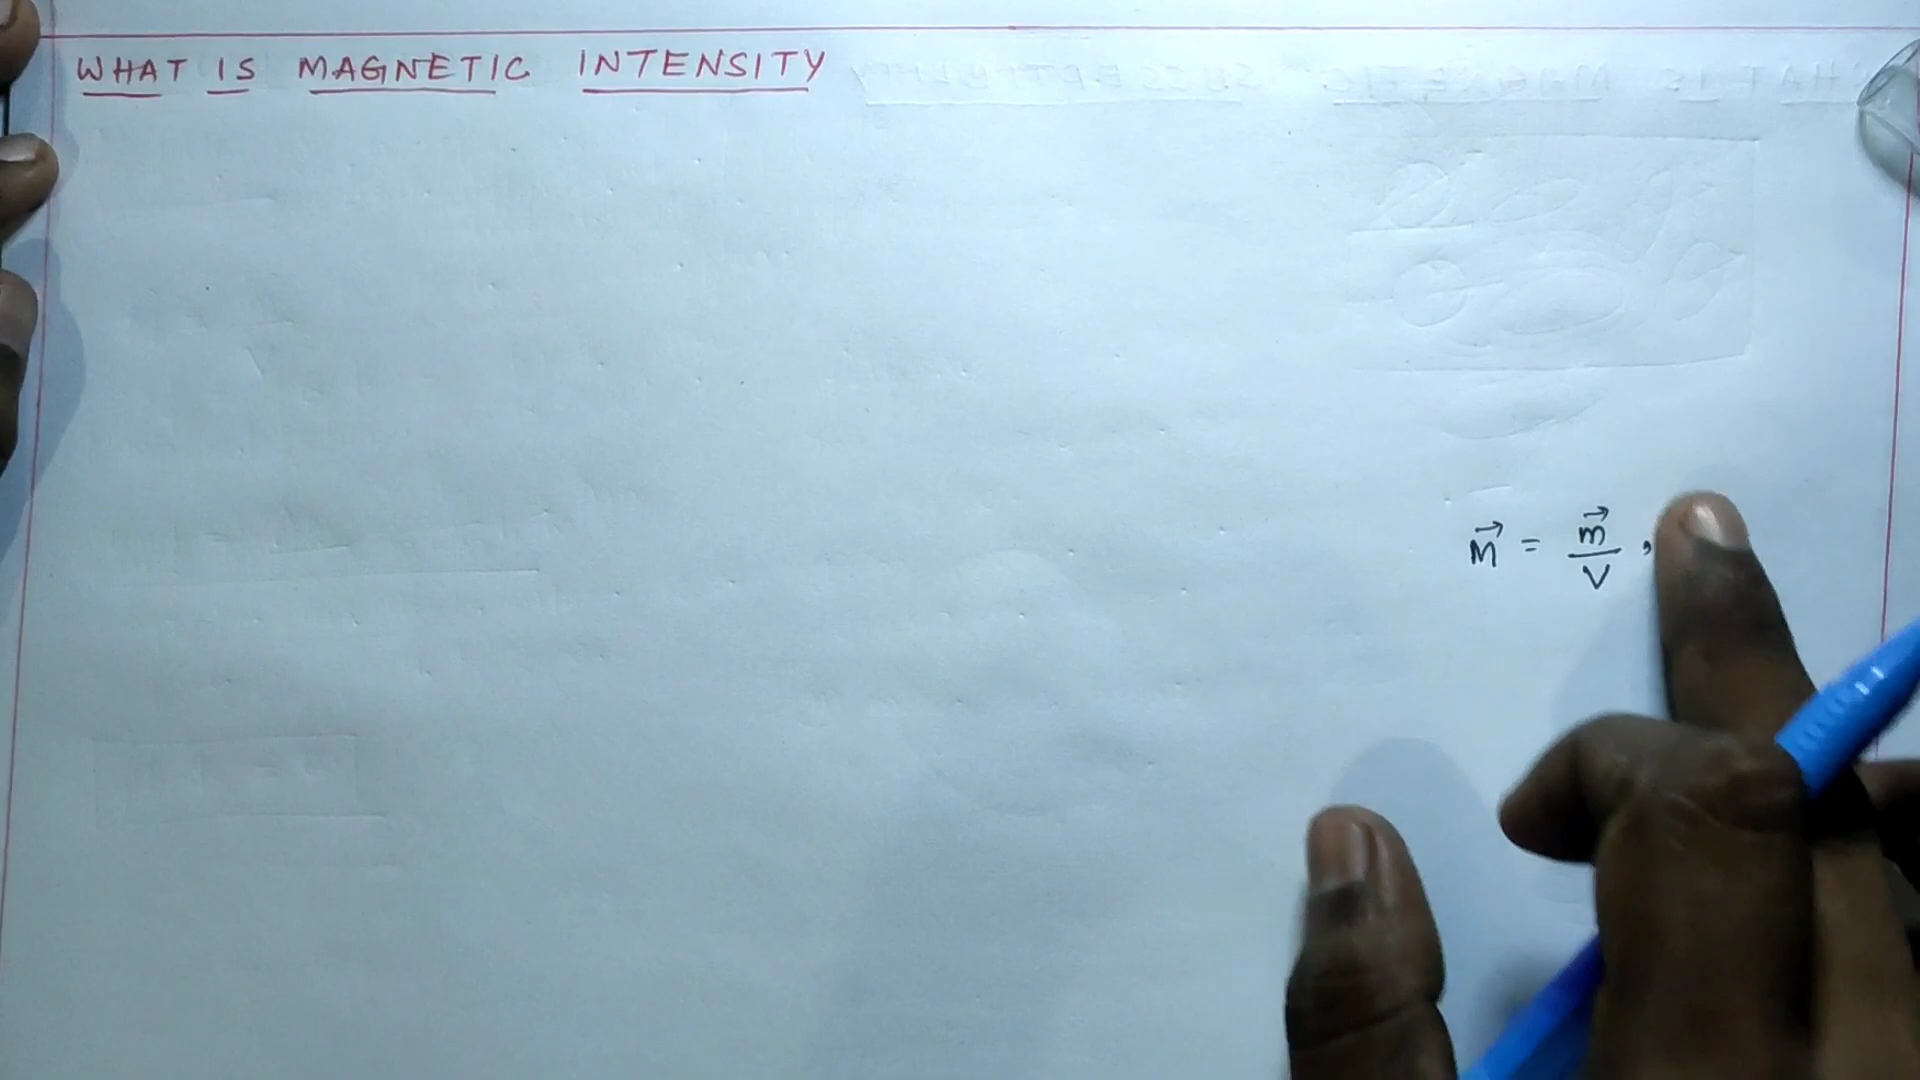 WHAT IS MAGNETIC INTENSITY
M⃗ = m⃗/V ,